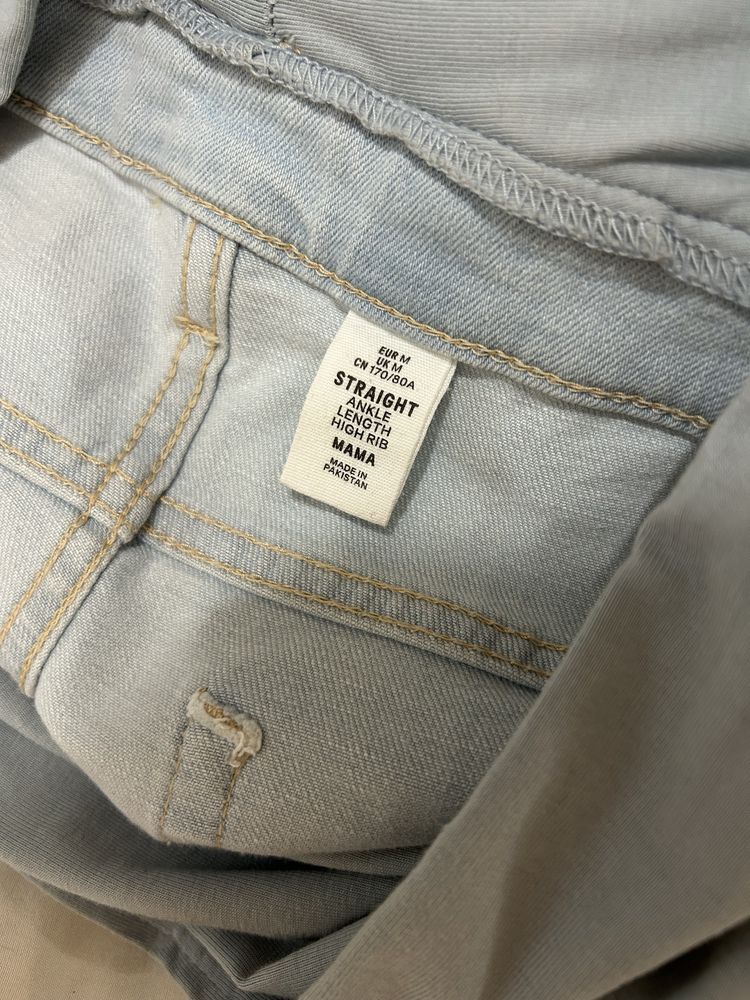 EUR M
UK M
CN 170/80A
STRAIGHT
ANKLE
LENGTH
HIGH RIB
MAMA
MADE IN
PAKISTAN